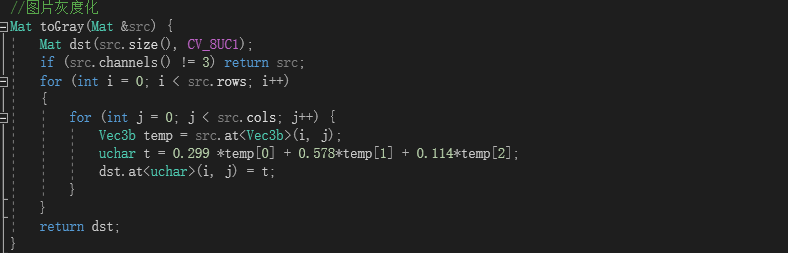 //图片灰度化
Mat toGray(Mat &src) {
Mat dst(src.size(), CV_8UC1);
if (src.channels() != 3) return src;
for (int i = 0; i < src.rows; i++)
{
for (int j = 0; j < src.cols; j++) {
Vec3b temp = src.at<Vec3b>(i, j);
uchar t = 0.299 *temp[0] + 0.578*temp[1] + 0.114*temp[2];
dst.at<uchar>(i, j) = t;
}
}
return dst;
}